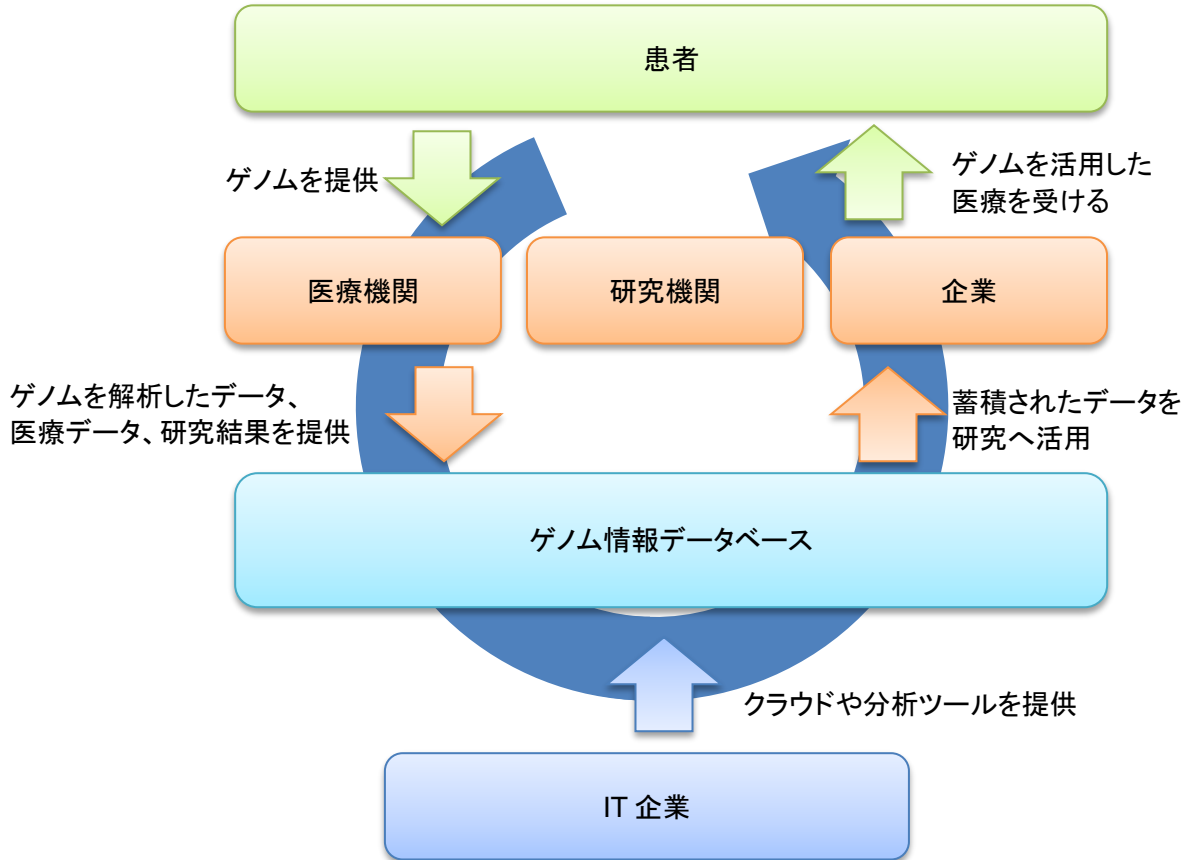 患者
ゲノムを提供
ゲノムを活用した
医療を受ける
医療機関
研究機関
企業
ゲノムを解析したデータ、
医療データ、研究結果を提供
蓄積されたデータを
研究へ活用
ゲノム情報データベース
クラウドや分析ツールを提供
IT 企業